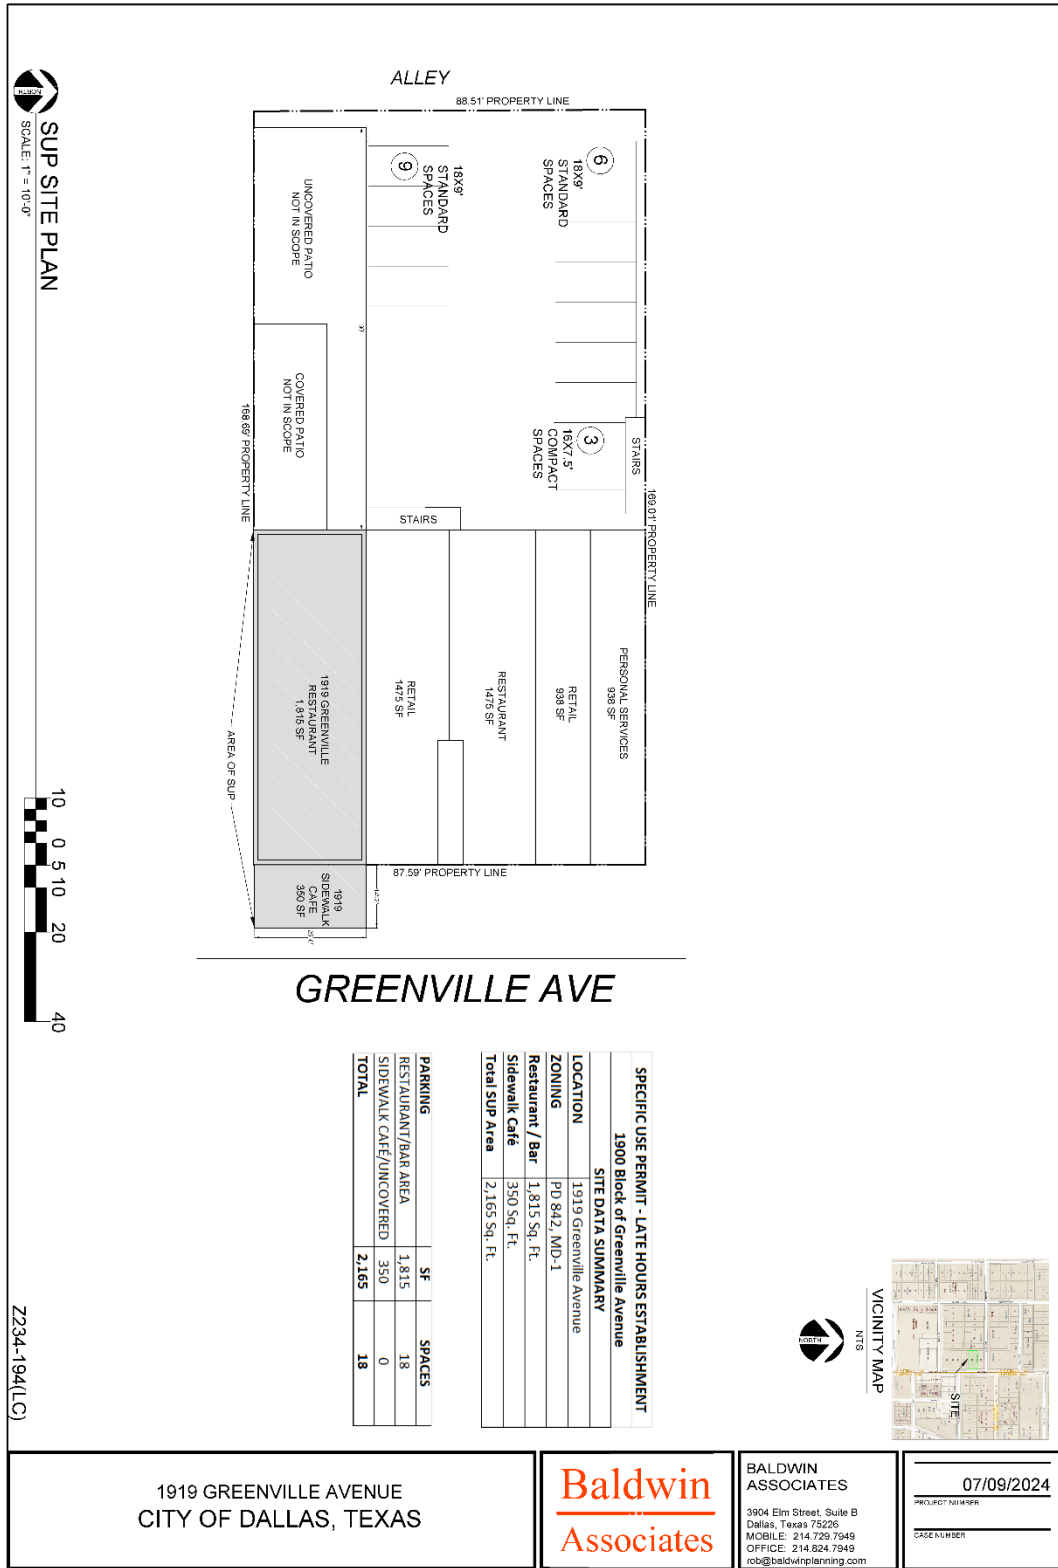 ALLEY
88.51' PROPERTY LINE
NORTH
SUP SITE PLAN
SCALE: 1" = 10'-0"
6
18X9'
STANDARD
SPACES
9
18X9'
STANDARD
SPACES
UNCOVERED PATIO
NOT IN SCOPE
COVERED PATIO
NOT IN SCOPE
3
16X7.5'
COMPACT
SPACES
STAIRS
STAIRS
168.69' PROPERTY LINE
169.01' PROPERTY LINE
PERSONAL SERVICES
938 SF
RETAIL
938 SF
RESTAURANT
1475 SF
RETAIL
1475 SF
1919 GREENVILLE
RESTAURANT
1,815 SF
AREA OF SUP
87.59' PROPERTY LINE
1919
SIDEWALK
CAFE
350 SF
GREENVILLE AVE
10 0 5 10 20 40
SPECIFIC USE PERMIT - LATE HOURS ESTABLISHMENT
1900 Block of Greenville Avenue
SITE DATA SUMMARY
LOCATION 1919 Greenville Avenue
ZONING PD 842, MD-1
Restaurant / Bar 1,815 Sq. Ft.
Sidewalk Café 350 Sq. Ft.
Total SUP Area 2,165 Sq. Ft.
PARKING SF SPACES
RESTAURANT/BAR AREA 1,815 18
SIDEWALK CAFÉ/UNCOVERED 350 0
TOTAL 2,165 18
SITE
VICINITY MAP
NTS
NORTH
Z234-194(LC)
1919 GREENVILLE AVENUE
CITY OF DALLAS, TEXAS
Baldwin
Associates
BALDWIN
ASSOCIATES
3904 Elm Street, Suite B
Dallas, Texas 75226
MOBILE: 214.729.7949
OFFICE: 214.824.7949
rob@baldwinplanning.com
07/09/2024
PROJECT NUMBER
CASE NUMBER